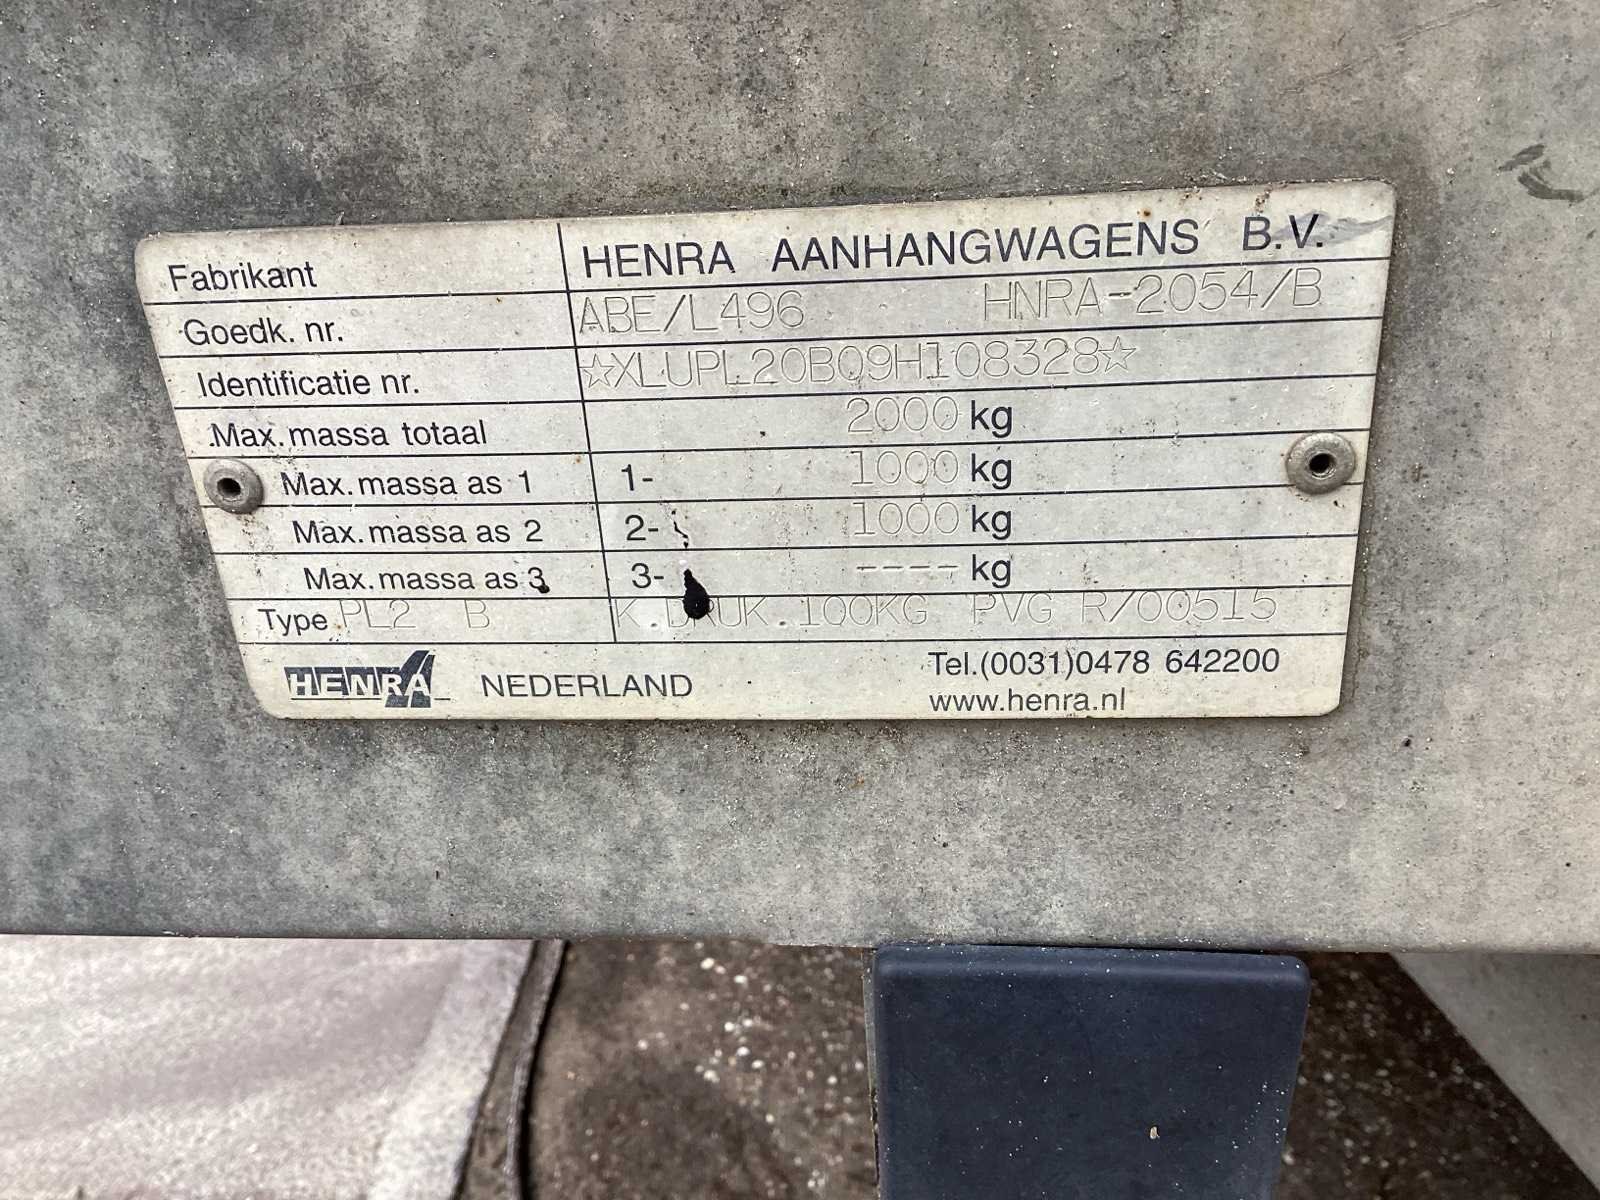 Fabrikant HENRA AANHANGWAGENS B.V.
Goedk. nr. ABE/L496 HNRA-2054/B
Identificatie nr. ☆XLUPL20B09H108328☆
Max. massa totaal 2000 kg
Max. massa as 1 1- 1000 kg
Max. massa as 2 2- 1000 kg
Max. massa as 3 3- ---- kg
Type PL2 B K.DRUK.100KG PVG R/00515
HENRA NEDERLAND Tel.(0031)0478 642200
www.henra.nl